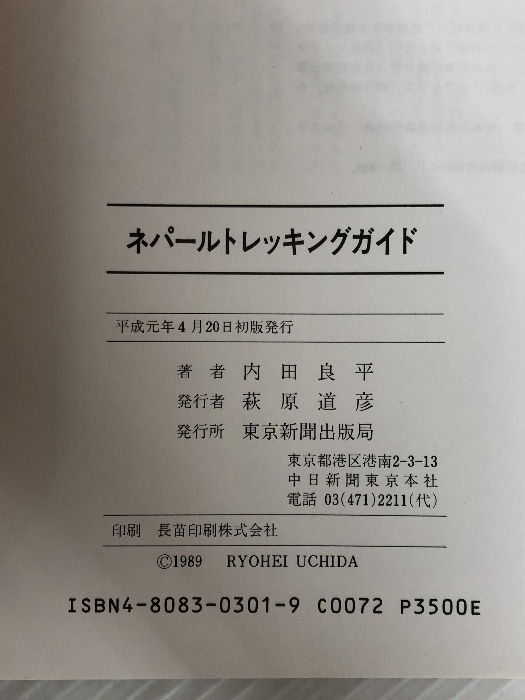 ネパールトレッキングガイド
平成元年4月20日初版発行
著者 内田良平
発行者 萩原道彦
発行所 東京新聞出版局
東京都港区港南2-3-13
中日新聞東京本社
電話 03(471)2211(代)
印刷 長苗印刷株式会社
©1989 RYOHEI UCHIDA
ISBN4-8083-0301-9 C0072 P3500E